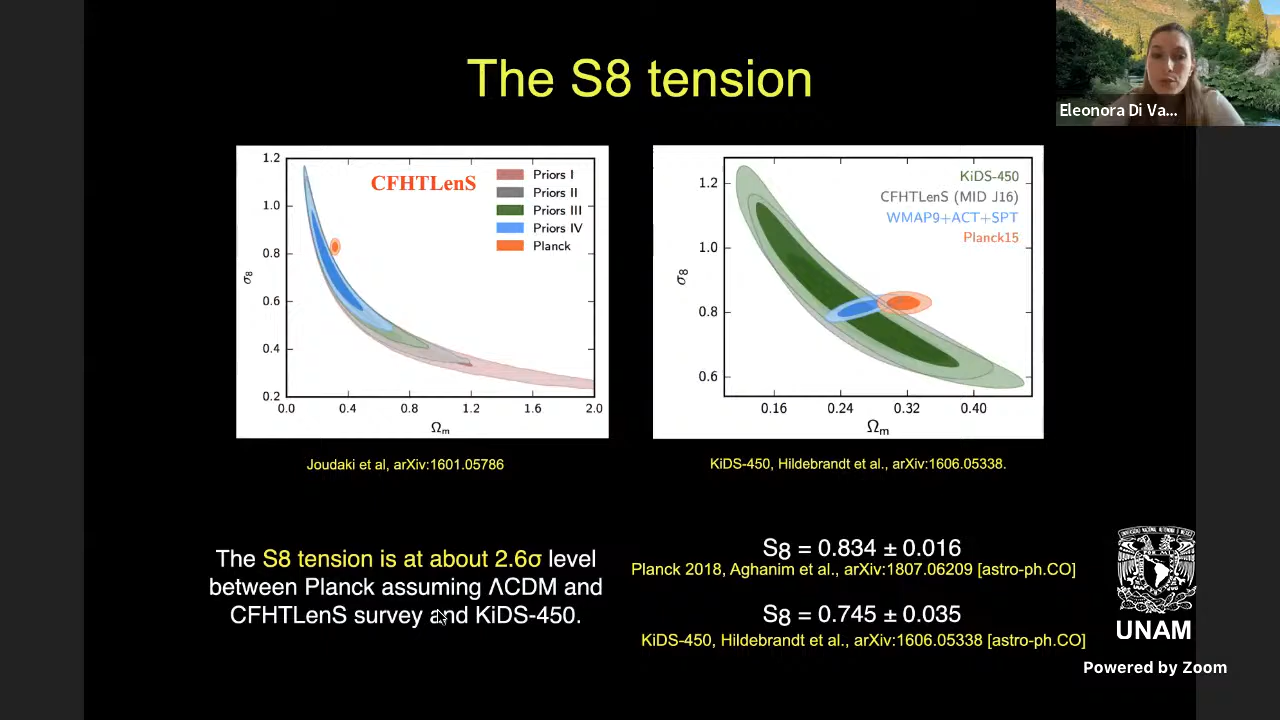 The S8 tension
Eleonora Di Va...
1.2
1.0
0.8
0.6
0.4
0.2
σ8
0.0 0.4 0.8 1.2 1.6 2.0
Ωm
CFHTLenS
Priors I
Priors II
Priors III
Priors IV
Planck
Joudaki et al, arXiv:1601.05786
1.2
1.0
0.8
0.6
σ8
0.16 0.24 0.32 0.40
Ωm
KiDS-450
CFHTLenS (MID J16)
WMAP9+ACT+SPT
Planck15
KiDS-450, Hildebrandt et al., arXiv:1606.05338.
The S8 tension is at about 2.6σ level
between Planck assuming ΛCDM and
CFHTLenS survey and KiDS-450.
S8 = 0.834 ± 0.016
Planck 2018, Aghanim et al., arXiv:1807.06209 [astro-ph.CO]
S8 = 0.745 ± 0.035
KiDS-450, Hildebrandt et al., arXiv:1606.05338 [astro-ph.CO]
UNAM
Powered by Zoom